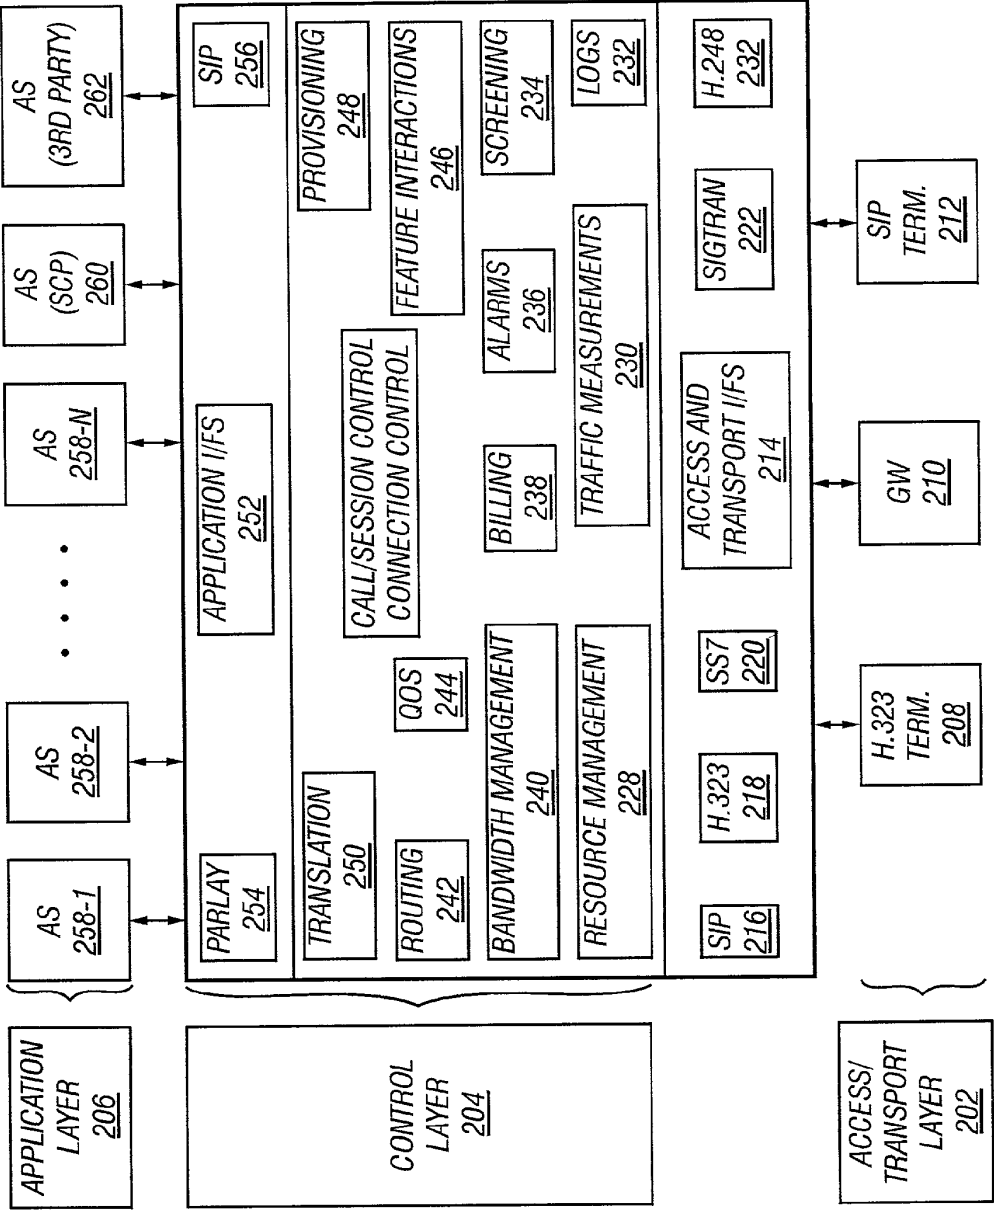 APPLICATION
LAYER
206
AS
258-1
AS
258-2
AS
258-N
AS
(SCP)
260
AS
(3RD PARTY)
262
CONTROL
LAYER
204
PARLAY
254
APPLICATION I/FS
252
SIP
256
TRANSLATION
250
CALL/SESSION CONTROL
CONNECTION CONTROL
PROVISIONING
248
ROUTING
242
QOS
244
FEATURE INTERACTIONS
246
BANDWIDTH MANAGEMENT
240
BILLING
238
ALARMS
236
SCREENING
234
RESOURCE MANAGEMENT
228
TRAFFIC MEASUREMENTS
230
LOGS
232
SIP
216
H.323
218
SS7
220
ACCESS AND
TRANSPORT I/FS
214
SIGTRAN
222
H.248
232
ACCESS/
TRANSPORT
LAYER
202
H.323
TERM.
208
GW
210
SIP
TERM.
212